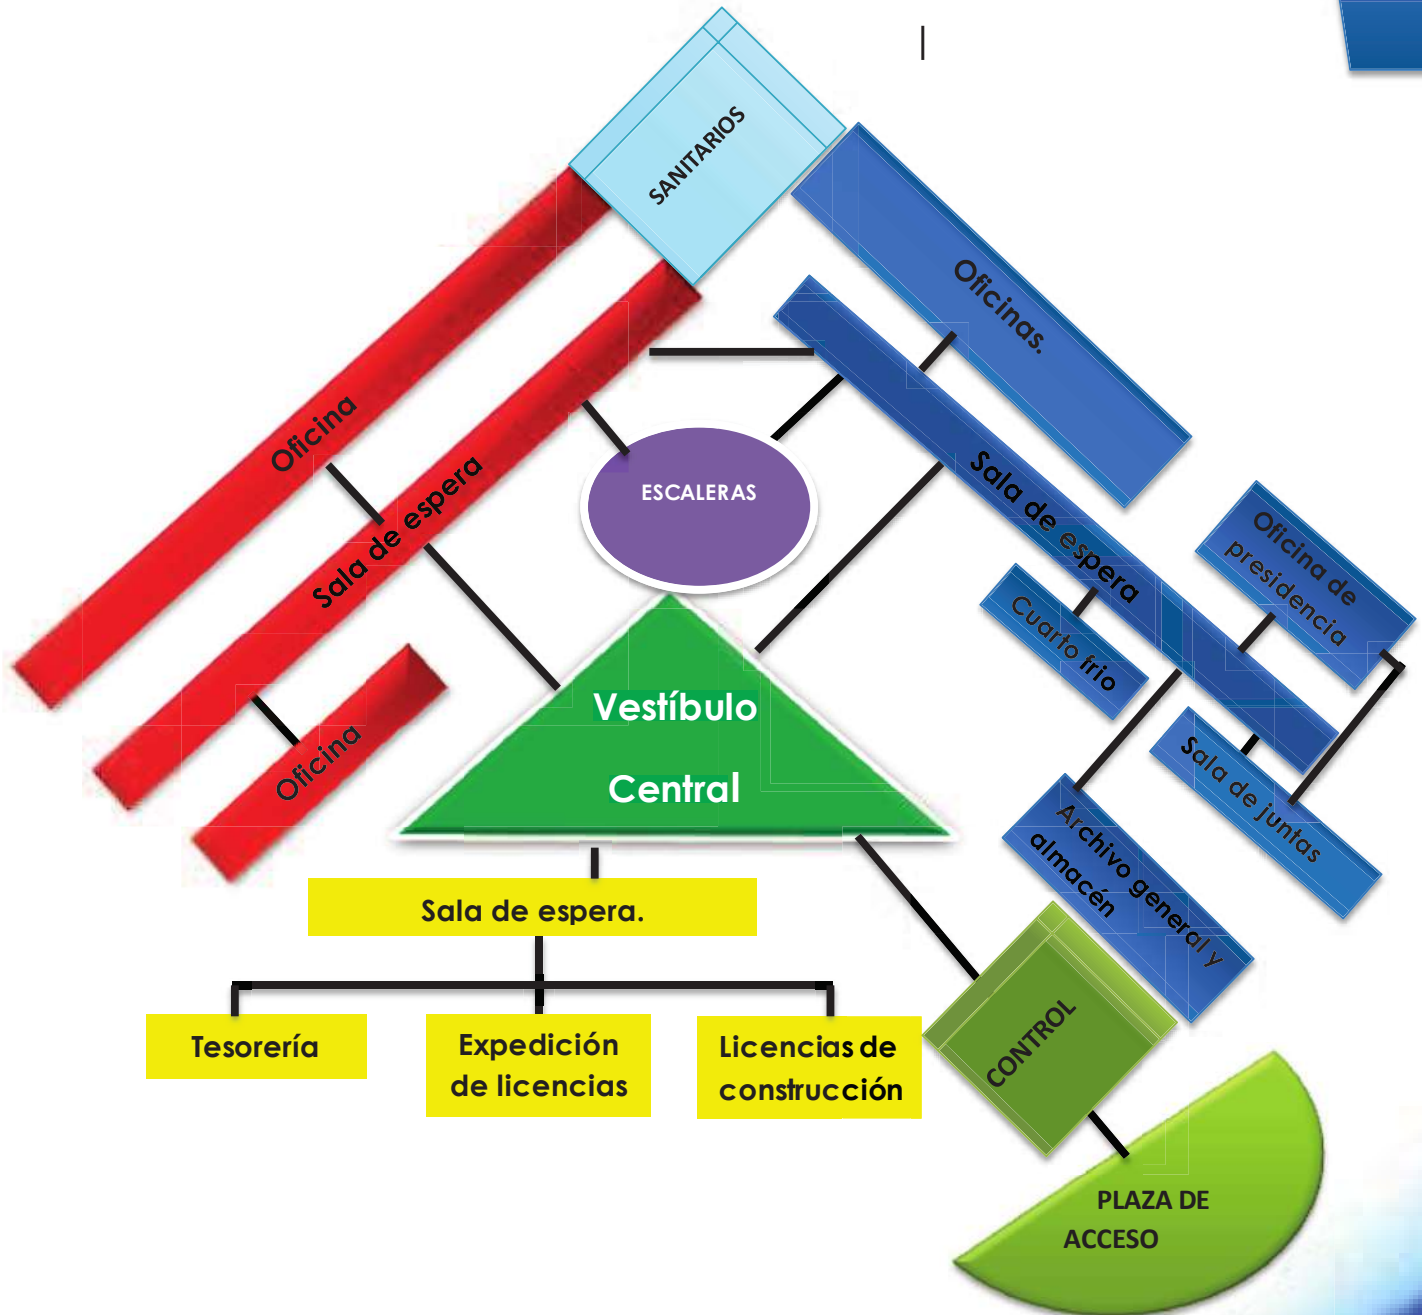 SANITARIOS
Oficinas.
Oficina
Sala de espera
ESCALERAS
Sala de espera
Oficina de
presidencia
Cuarto frio
Vestíbulo
Central
Oficina
Sala de juntas
Archivo general y
almacén
Sala de espera.
CONTROL
Tesorería
Expedición
de licencias
Licencias de
construcción
PLAZA DE
ACCESO